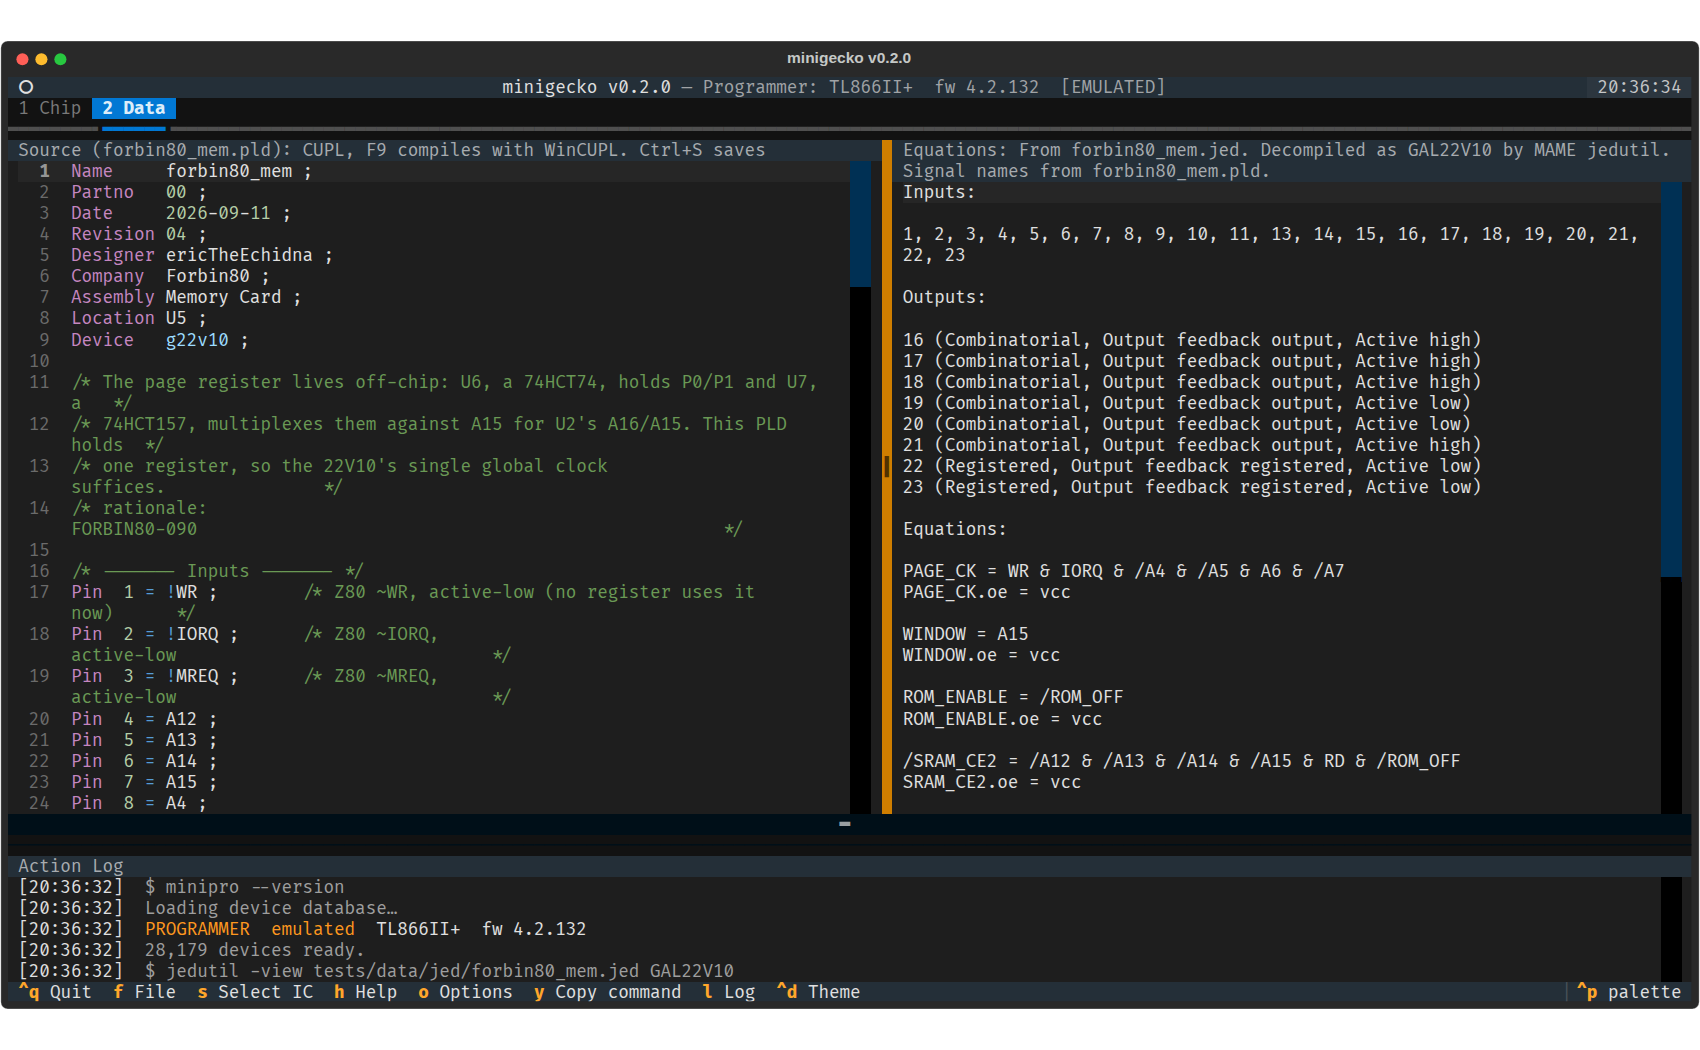 minigecko v0.2.0
minigecko v0.2.0 — Programmer: TL866II+  fw 4.2.132  [EMULATED]
20:36:34
1 Chip  2 Data
Source (forbin80_mem.pld): CUPL, F9 compiles with WinCUPL. Ctrl+S saves
1  Name     forbin80_mem ;
2  Partno   00 ;
3  Date     2026-09-11 ;
4  Revision 04 ;
5  Designer ericTheEchidna ;
6  Company  Forbin80 ;
7  Assembly Memory Card ;
8  Location U5 ;
9  Device   g22v10 ;
10
11  /* The page register lives off-chip: U6, a 74HCT74, holds P0/P1 and U7,
a   */
12  /* 74HCT157, multiplexes them against A15 for U2's A16/A15. This PLD
holds  */
13  /* one register, so the 22V10's single global clock
suffices.               */
14  /* rationale:
FORBIN80-090                                                  */
15
16  /* ——————— Inputs ——————— */
17  Pin  1 = !WR ;        /* Z80 ~WR, active-low (no register uses it
now)      */
18  Pin  2 = !IORQ ;      /* Z80 ~IORQ,
active-low                              */
19  Pin  3 = !MREQ ;      /* Z80 ~MREQ,
active-low                              */
20  Pin  4 = A12 ;
21  Pin  5 = A13 ;
22  Pin  6 = A14 ;
23  Pin  7 = A15 ;
24  Pin  8 = A4 ;
Equations: From forbin80_mem.jed. Decompiled as GAL22V10 by MAME jedutil.
Signal names from forbin80_mem.pld.
Inputs:
1, 2, 3, 4, 5, 6, 7, 8, 9, 10, 11, 13, 14, 15, 16, 17, 18, 19, 20, 21,
22, 23
Outputs:
16 (Combinatorial, Output feedback output, Active high)
17 (Combinatorial, Output feedback output, Active high)
18 (Combinatorial, Output feedback output, Active high)
19 (Combinatorial, Output feedback output, Active low)
20 (Combinatorial, Output feedback output, Active low)
21 (Combinatorial, Output feedback output, Active high)
22 (Registered, Output feedback registered, Active low)
23 (Registered, Output feedback registered, Active low)
Equations:
PAGE_CK = WR & IORQ & /A4 & /A5 & A6 & /A7
PAGE_CK.oe = vcc
WINDOW = A15
WINDOW.oe = vcc
ROM_ENABLE = /ROM_OFF
ROM_ENABLE.oe = vcc
/SRAM_CE2 = /A12 & /A13 & /A14 & /A15 & RD & /ROM_OFF
SRAM_CE2.oe = vcc
Action Log
[20:36:32]  $ minipro --version
[20:36:32]  Loading device database…
[20:36:32]  PROGRAMMER  emulated  TL866II+  fw 4.2.132
[20:36:32]  28,179 devices ready.
[20:36:32]  $ jedutil -view tests/data/jed/forbin80_mem.jed GAL22V10
^q Quit  f File  s Select IC  h Help  o Options  y Copy command  l Log  ^d Theme  ^p palette